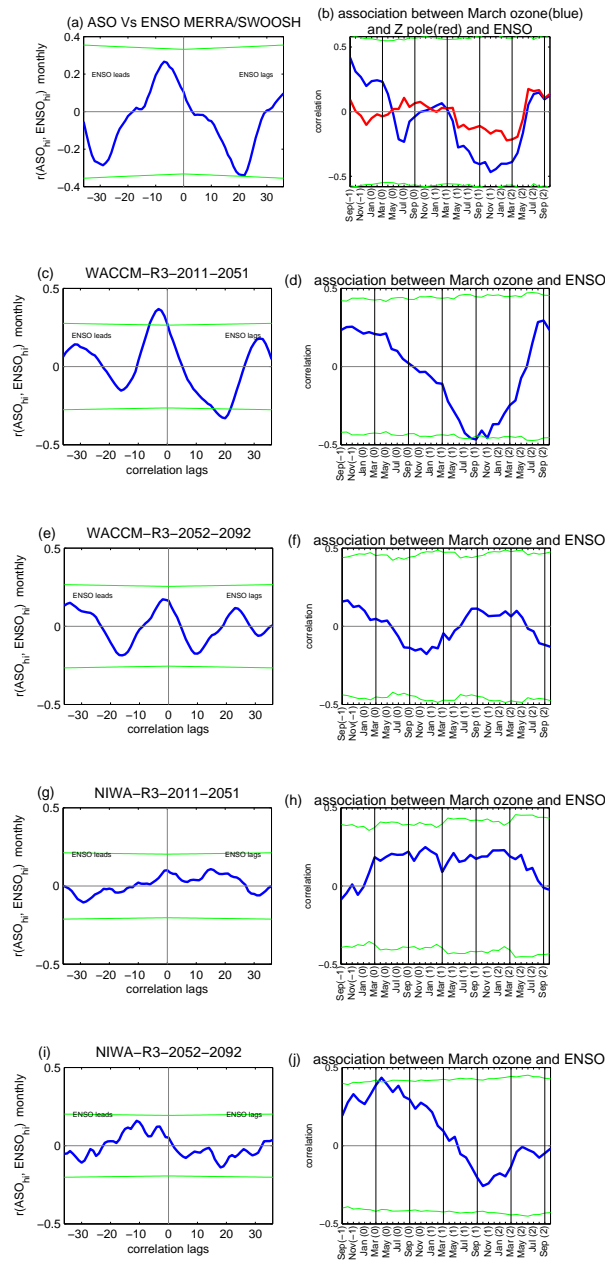 (a) ASO Vs ENSO MERRA/SWOOSH
r(ASO_hi, ENSO_hi) monthly
0.4
0.2
0
−0.2
−0.4
ENSO leads
ENSO lags
−30 −20 −10 0 10 20 30
(b) association between March ozone(blue)
and Z pole(red) and ENSO
correlation
0.5
0
−0.5
Sep(−1)
Nov(−1)
Jan (0)
Mar (0)
May (0)
Jul (0)
Sep (0)
Nov (0)
Jan (1)
Mar (1)
May (1)
Jul (1)
Sep (1)
Nov (1)
Jan (2)
Mar (2)
May (2)
Jul (2)
Sep (2)
(c) WACCM−R3−2011−2051
r(ASO_hi, ENSO_hi) monthly
0.5
0
−0.5
ENSO leads
ENSO lags
−30 −20 −10 0 10 20 30
correlation lags
(d) association between March ozone and ENSO
correlation
0.5
0
−0.5
Sep(−1)
Nov(−1)
Jan (0)
Mar (0)
May (0)
Jul (0)
Sep (0)
Nov (0)
Jan (1)
Mar (1)
May (1)
Jul (1)
Sep (1)
Nov (1)
Jan (2)
Mar (2)
May (2)
Jul (2)
Sep (2)
(e) WACCM−R3−2052−2092
r(ASO_hi, ENSO_hi) monthly
0.5
0
−0.5
ENSO leads
ENSO lags
−30 −20 −10 0 10 20 30
correlation lags
(f) association between March ozone and ENSO
correlation
0.5
0
−0.5
Sep(−1)
Nov(−1)
Jan (0)
Mar (0)
May (0)
Jul (0)
Sep (0)
Nov (0)
Jan (1)
Mar (1)
May (1)
Jul (1)
Sep (1)
Nov (1)
Jan (2)
Mar (2)
May (2)
Jul (2)
Sep (2)
(g) NIWA−R3−2011−2051
r(ASO_hi, ENSO_hi) monthly
0.5
0
−0.5
ENSO leads
ENSO lags
−30 −20 −10 0 10 20 30
correlation lags
(h) association between March ozone and ENSO
correlation
0.5
0
−0.5
Sep(−1)
Nov(−1)
Jan (0)
Mar (0)
May (0)
Jul (0)
Sep (0)
Nov (0)
Jan (1)
Mar (1)
May (1)
Jul (1)
Sep (1)
Nov (1)
Jan (2)
Mar (2)
May (2)
Jul (2)
Sep (2)
(i) NIWA−R3−2052−2092
r(ASO_hi, ENSO_hi) monthly
0.5
0
−0.5
ENSO leads
ENSO lags
−30 −20 −10 0 10 20 30
correlation lags
(j) association between March ozone and ENSO
correlation
0.5
0
−0.5
Sep(−1)
Nov(−1)
Jan (0)
Mar (0)
May (0)
Jul (0)
Sep (0)
Nov (0)
Jan (1)
Mar (1)
May (1)
Jul (1)
Sep (1)
Nov (1)
Jan (2)
Mar (2)
May (2)
Jul (2)
Sep (2)